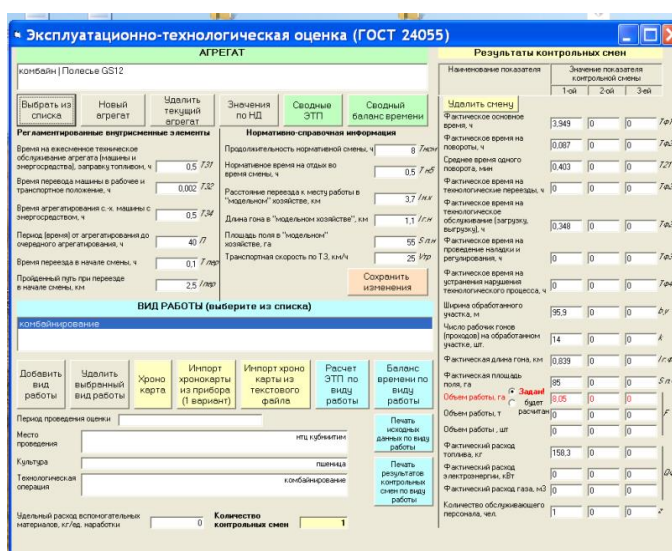 Эксплуатационно-технологическая оценка (ГОСТ 24055)
АГРЕГАТ
комбайн | Полесье GS12
Выбрать из списка
Новый агрегат
Удалить текущий агрегат
Значения по НД
Сводные ЭТП
Сводный баланс времени
Регламентированные внутрисменные элементы
Время на ежесменное техническое
обслуживание агрегата (машины и
энергосредства), заправку топливом, ч 0,5 T31
Время перевода машины в рабочее и
транспортное положение, ч 0,002 T32
Время агрегатирования с.-х. машины с
энергосредством, ч 0,5 T34
Период (время) от агрегатирования до
очередного агрегатирования, ч 40 П
Время переезда в начале смены, ч 0,1 Tпер
Пройденный путь при переезде
в начале смены, км 2,5 lпер
Нормативно-справочная информация
Продолжительность нормативной смены, ч 8 Tнсм
Нормативное время на отдых во
время смены, ч 0,5 T нб
Расстояние переезда к месту работы в
"модельном" хозяйстве, км 3,7
Длина гона в "модельном хозяйстве", км 1,1
Площадь поля в "модельном"
хозяйстве, га 55
Транспортная скорость по ТЗ, км/ч 25 Vтр
Сохранить изменения
ВИД РАБОТЫ (выберите из списка)
комбайнирование
Добавить вид работы
Удалить выбранный вид работы
Хроно карта
Импорт хронокарты из прибора (1 вариант)
Импорт хроно карты из текстового файла
Расчет ЭТП по виду работы
Баланс времени по виду работы
Период проведения оценки
Место
проведения нтц кубниитим
Культура пшеница
Технологическая
операция комбайнирование
Печать исходных данных по виду работы
Печать результатов контрольных смен по виду работы
Удельный расход вспомогательных
материалов, кг/ед. наработки 0
Количество
контрольных смен 1
Результаты контрольных смен
Наименование показателя
Значение показателя
контрольной смены
1-ой 2-ой 3-ой
Удалить смену
Фактическое основное
время, ч 3,949 0 0
Фактическое время на
повороты, ч 0,087 0 0
Среднее время одного
поворота, мин 0,403 0 0 T21
Фактическое время на
технологические переезды, ч 0 0 0
Фактическое время на
технологическое
обслуживание (загрузку,
выгрузку), ч 0,348 0 0
Фактическое время на
проведение наладки и
регулирования, ч 0 0 0
Фактическое время на
устранения нарушения
технологического процесса, ч 0 0 0
Ширина обработанного
участка, м 95,9 0 0
Число рабочих гонов
(проходов) на обработанном
участке, шт. 14 0 0 k
Фактическая длина гона, км 0,839 0 0
Фактическая площадь
поля, га 85 0 0
Задан!
Объем работы, га 8,05 0 0
будет
расчитан
Объем работы, т 0 0 0 F
Объем работы , шт 0 0 0
Фактический расход
топлива, кг 158,3 0 0
Фактический расход
электроэнергии, кВт 0 0 0
Фактический расход газа, м3 0 0 0
Количество обслуживающего
персонала, чел. 1 0 0 z